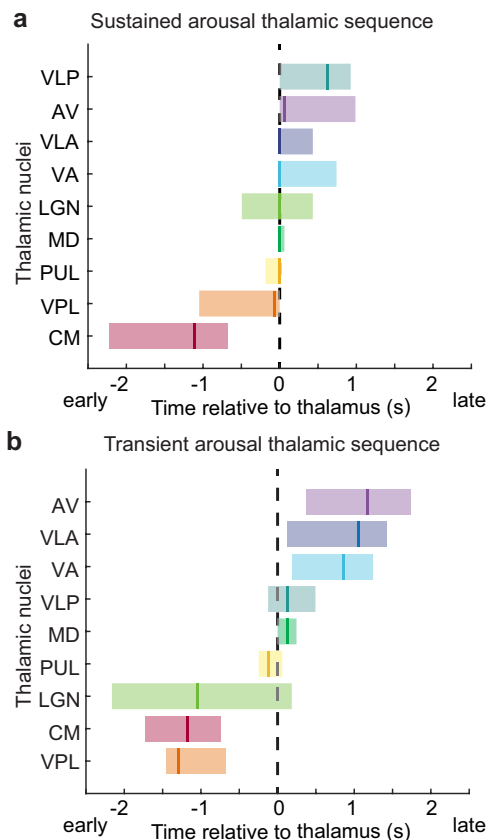 a Sustained arousal thalamic sequence
Thalamic nuclei
VLP
AV
VLA
VA
LGN
MD
PUL
VPL
CM
-2 -1 0 1 2
early Time relative to thalamus (s) late
b Transient arousal thalamic sequence
Thalamic nuclei
AV
VLA
VA
VLP
MD
PUL
LGN
CM
VPL
-2 -1 0 1 2
early Time relative to thalamus (s) late